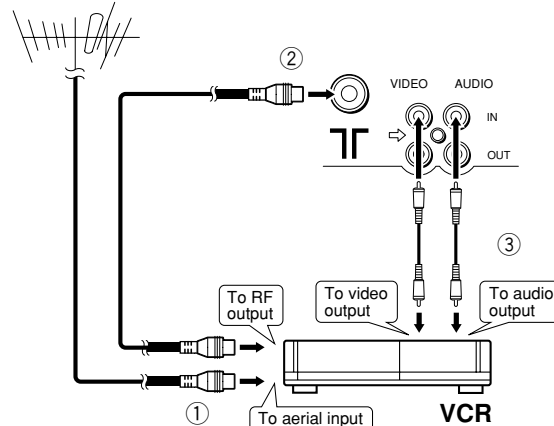 ②
VIDEO AUDIO
IN
OUT
③
To RF
output
To video
output
To audio
output
①
To aerial input
VCR